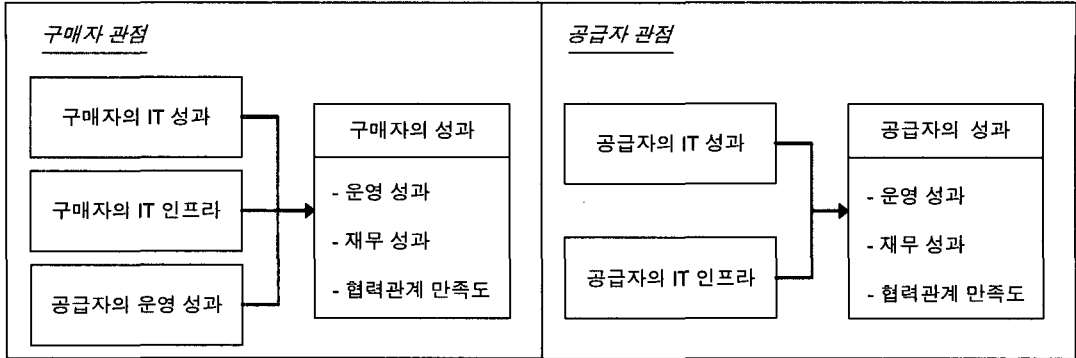 구매자 관점
구매자의 IT 성과
구매자의 IT 인프라
공급자의 운영 성과
구매자의 성과
- 운영 성과
- 재무 성과
- 협력관계 만족도
공급자 관점
공급자의 IT 성과
공급자의 IT 인프라
공급자의 성과
- 운영 성과
- 재무 성과
- 협력관계 만족도